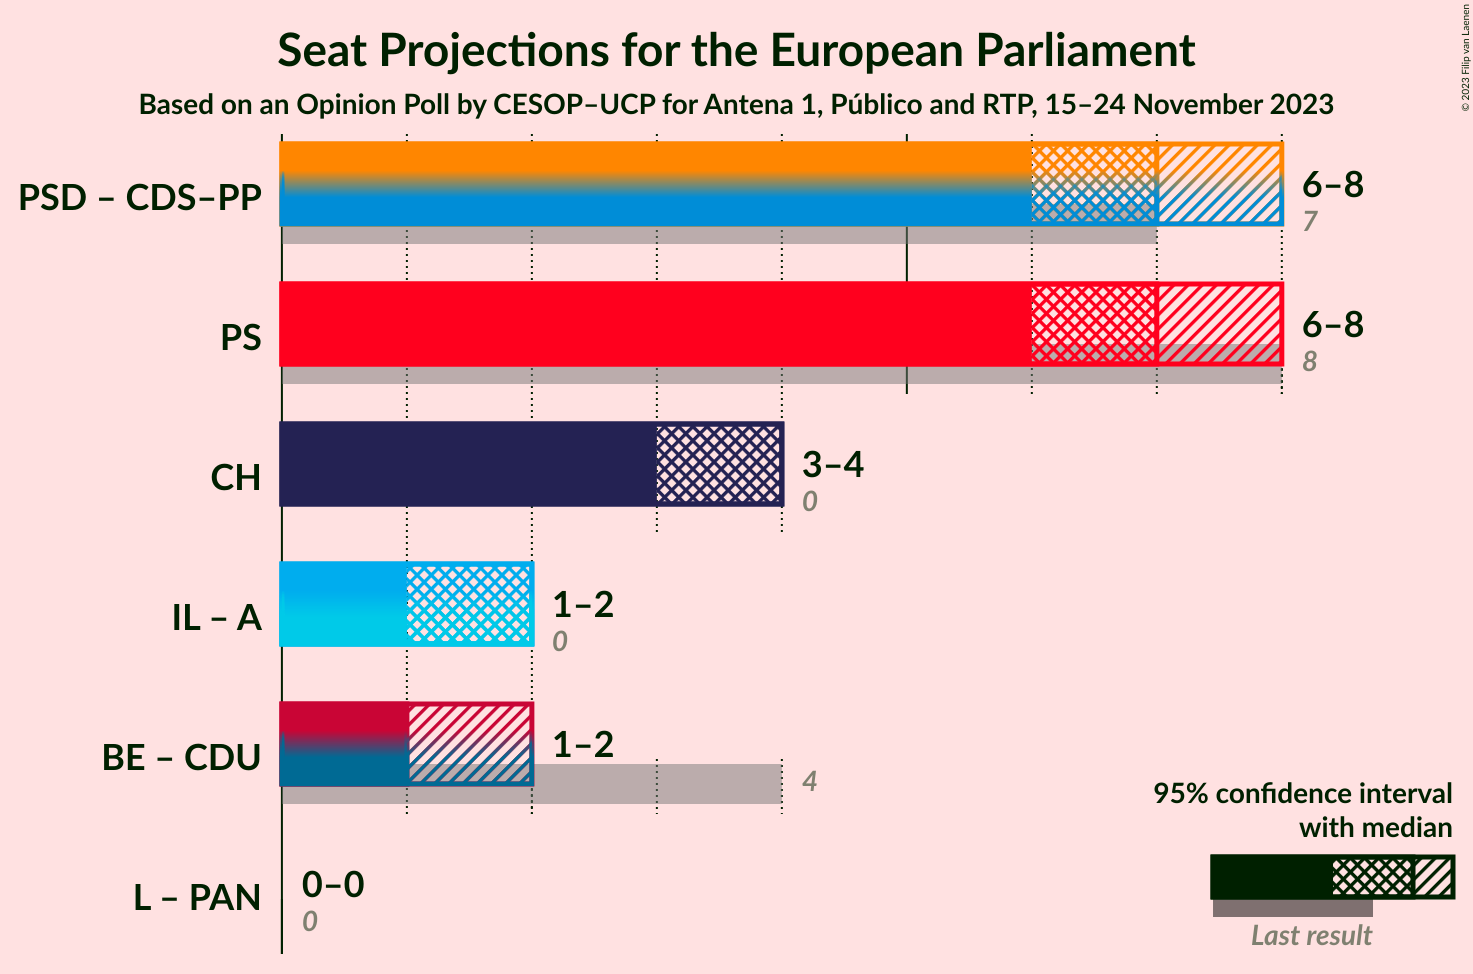 Seat Projections for the European Parliament
Based on an Opinion Poll by CESOP–UCP for Antena 1, Público and RTP, 15–24 November 2023
© 2023 Filip van Laenen
PSD – CDS–PP
6–8
7
PS
6–8
8
CH
3–4
0
IL – A
1–2
0
BE – CDU
1–2
4
L – PAN
0–0
0
95% confidence interval
with median
Last result